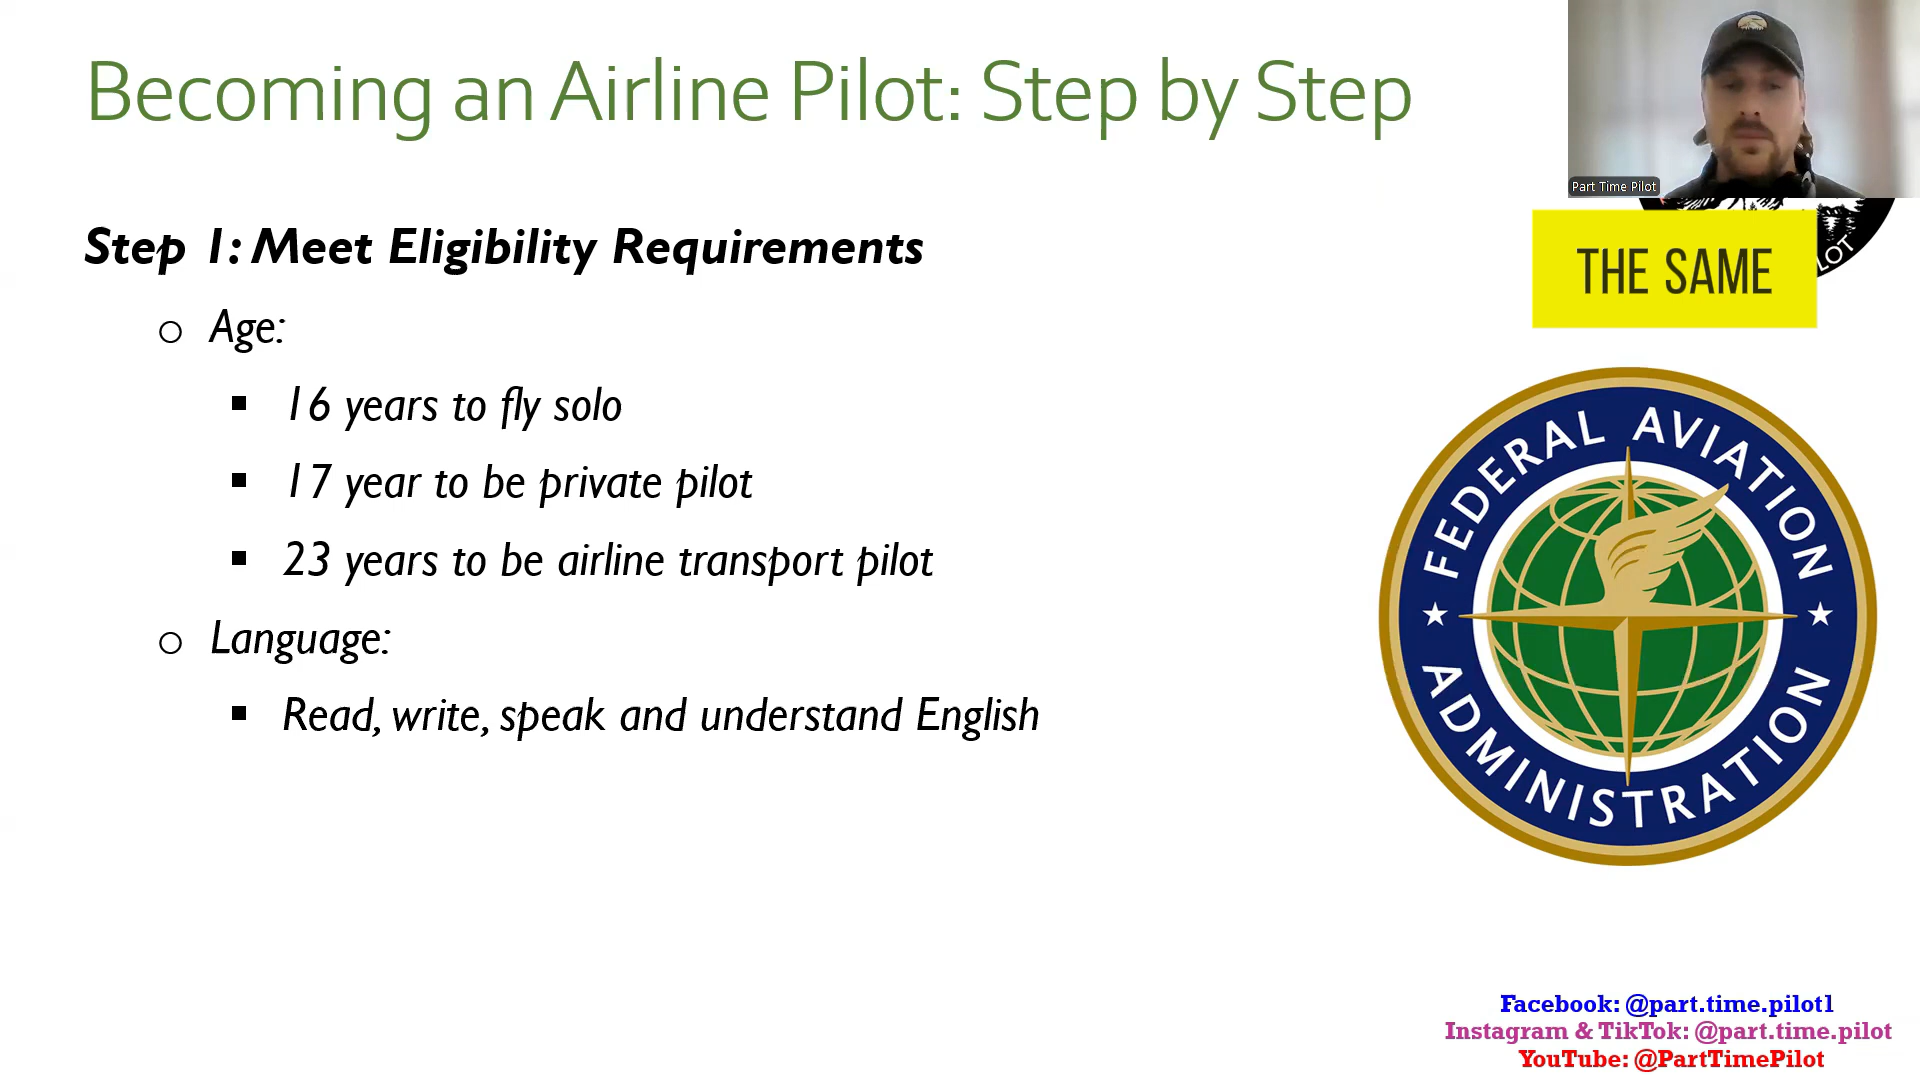 Becoming an Airline Pilot: Step by Step
Part Time Pilot
Step 1: Meet Eligibility Requirements
THE SAME
LOT
Age:
16 years to fly solo
17 year to be private pilot
23 years to be airline transport pilot
Language:
Read, write, speak and understand English
FEDERAL AVIATION
ADMINISTRATION
Facebook: @part.time.pilot1
Instagram & TikTok: @part.time.pilot
YouTube: @PartTimePilot